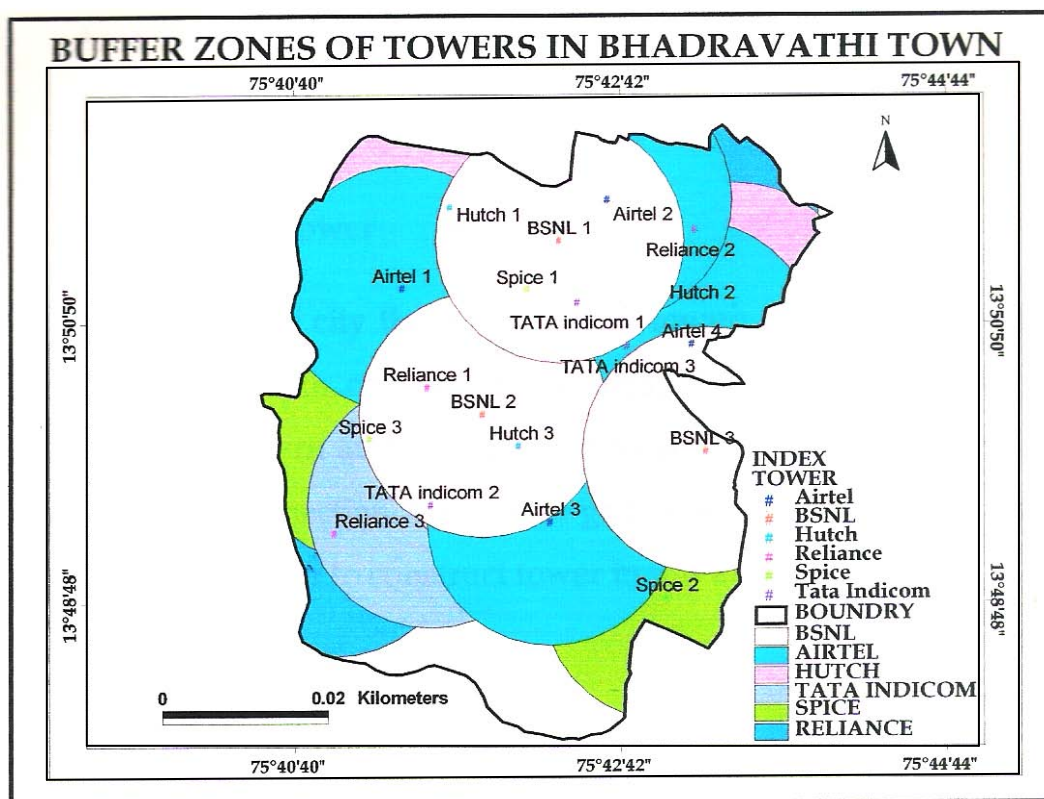 BUFFER ZONES OF TOWERS IN BHADRAVATHI TOWN
75°40'40" 75°42'42" 75°44'44"
N
Hutch 1
Airtel 2
BSNL 1
Reliance 2
Airtel 1
Spice 1
Hutch 2
13°50'50"
13°50'50"
TATA indicom 1
Airtel 4
TATA indicom 3
Reliance 1
BSNL 2
Spice 3
Hutch 3
BSNL 3
TATA indicom 2
Airtel 3
Reliance 3
Spice 2
13°48'48"
13°48'48"
INDEX
TOWER
# Airtel
# BSNL
# Hutch
# Reliance
# Spice
# Tata Indicom
BOUNDRY
BSNL
AIRTEL
HUTCH
TATA INDICOM
SPICE
RELIANCE
0 0.02 Kilometers
75°40'40" 75°42'42" 75°44'44"